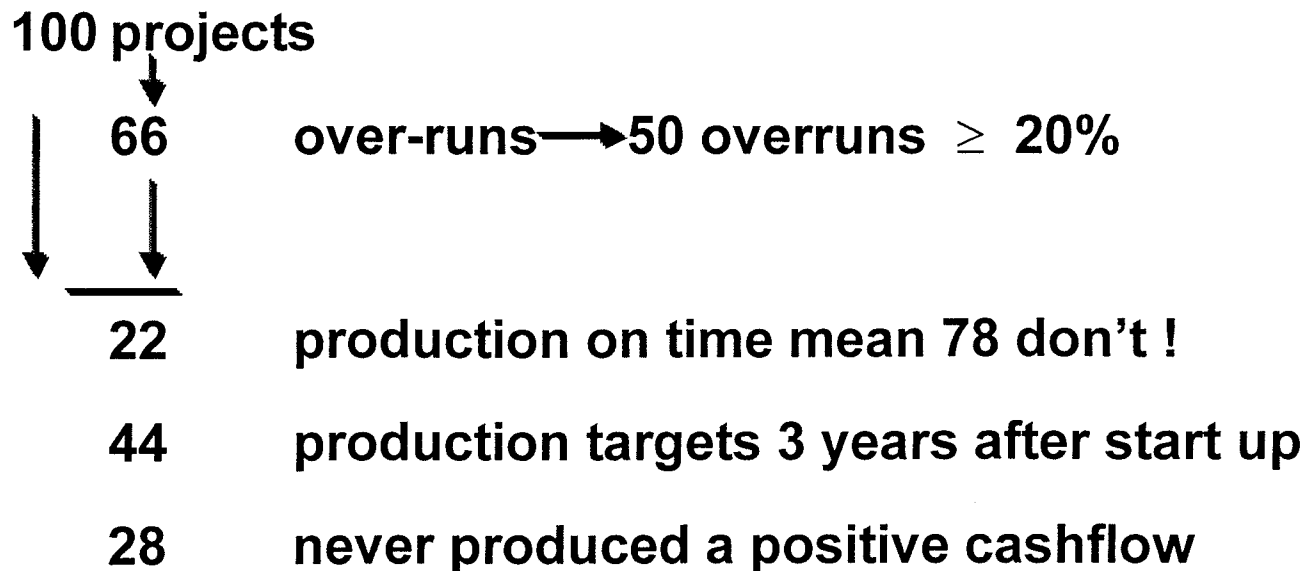 100 projects
66 over-runs 50 overruns ≥ 20%
22 production on time mean 78 don't !
44 production targets 3 years after start up
28 never produced a positive cashflow